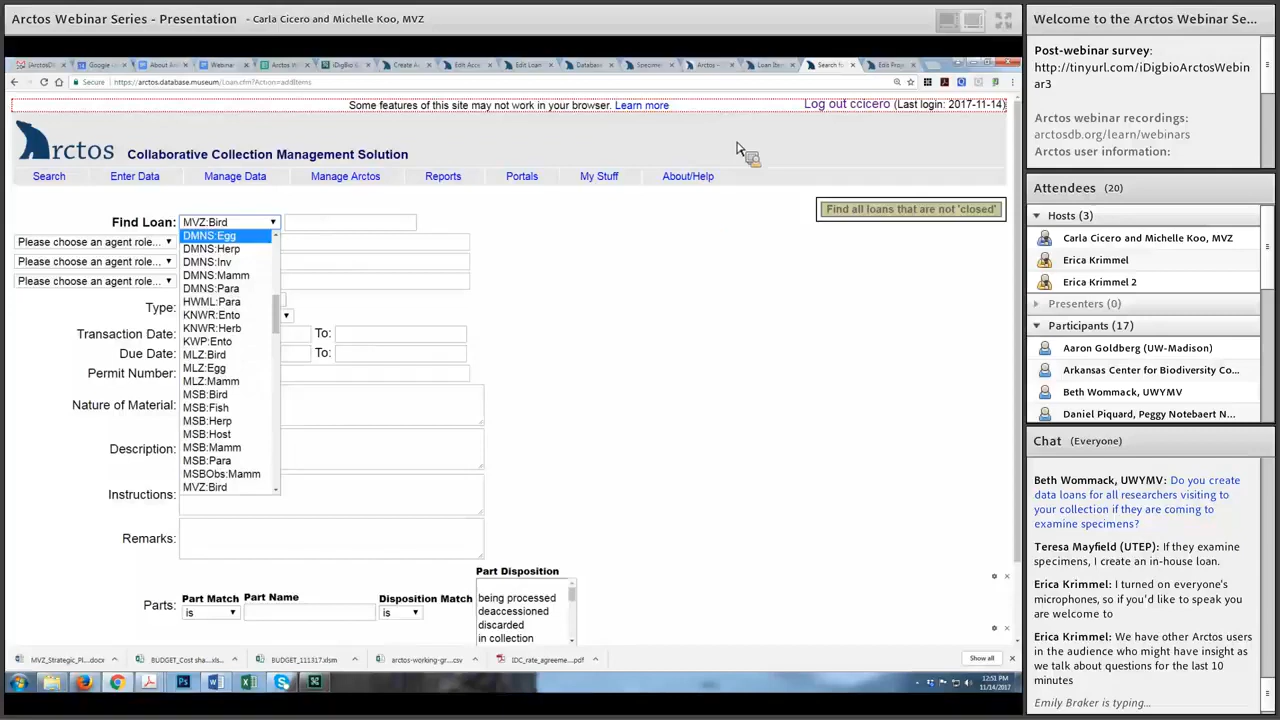 Arctos Webinar Series - Presentation - Carla Cicero and Michelle Koo, MVZ
Edit Loan
Secure https://arctos.database.museum/Loan.cfm?Action=addItems
Some features of this site may not work in your browser. Learn more
Log out ccicero (Last login: 2017-11-14)
Arctos Collaborative Collection Management Solution
Search Enter Data Manage Data Manage Arctos Reports Portals My Stuff About/Help
Find Loan: MVZ:Bird
Find all loans that are not 'closed'
DMNS:Egg
Please choose an agent role...
DMNS:Herp
Please choose an agent role...
DMNS:Inv
DMNS:Mamm
Please choose an agent role...
DMNS:Para
HWML:Para
Type:
KNWR:Ento
KNWR:Herb
Transaction Date: To:
KWP:Ento
MLZ:Bird
Due Date: To:
MLZ:Egg
Permit Number:
MLZ:Mamm
MSB:Bird
Nature of Material:
MSB:Fish
MSB:Herp
MSB:Host
MSB:Mamm
Description:
MSB:Para
MSBObs:Mamm
MVZ:Bird
Instructions:
Remarks:
Part Disposition
being processed
deaccessioned
discarded
in collection
Parts:
Part Match Part Name Disposition Match
is is
MVZ_Strategic_Pl....docx
BUDGET_Cost sha....xls...
BUDGET_111317.xlsm
arctos-working-gr....csv
IDC_rate_agreeme....pdf
Show all
12:51 PM
11/14/2017
Welcome to the Arctos Webinar Se...
Post-webinar survey:
http://tinyurl.com/iDigbioArctosWebin
ar3
Arctos webinar recordings:
arctosdb.org/learn/webinars
Arctos user information:
Attendees (20)
Hosts (3)
Carla Cicero and Michelle Koo, MVZ
Erica Krimmel
Erica Krimmel 2
Presenters (0)
Participants (17)
Aaron Goldberg (UW-Madison)
Arkansas Center for Biodiversity Co...
Beth Wommack, UWYMV
Daniel Piquard, Peggy Notebaert N...
Chat (Everyone)
Beth Wommack, UWYMV: Do you create
data loans for all researchers visiting to
your collection if they are coming to
examine specimens?
Teresa Mayfield (UTEP): If they examine
specimens, I create an in-house loan.
Erica Krimmel: I turned on everyone's
microphones, so if you'd like to speak you
are welcome to
Erica Krimmel: We have other Arctos users
in the audience who might have insight as
we talk about questions for the last 10
minutes
Emily Braker is typing...